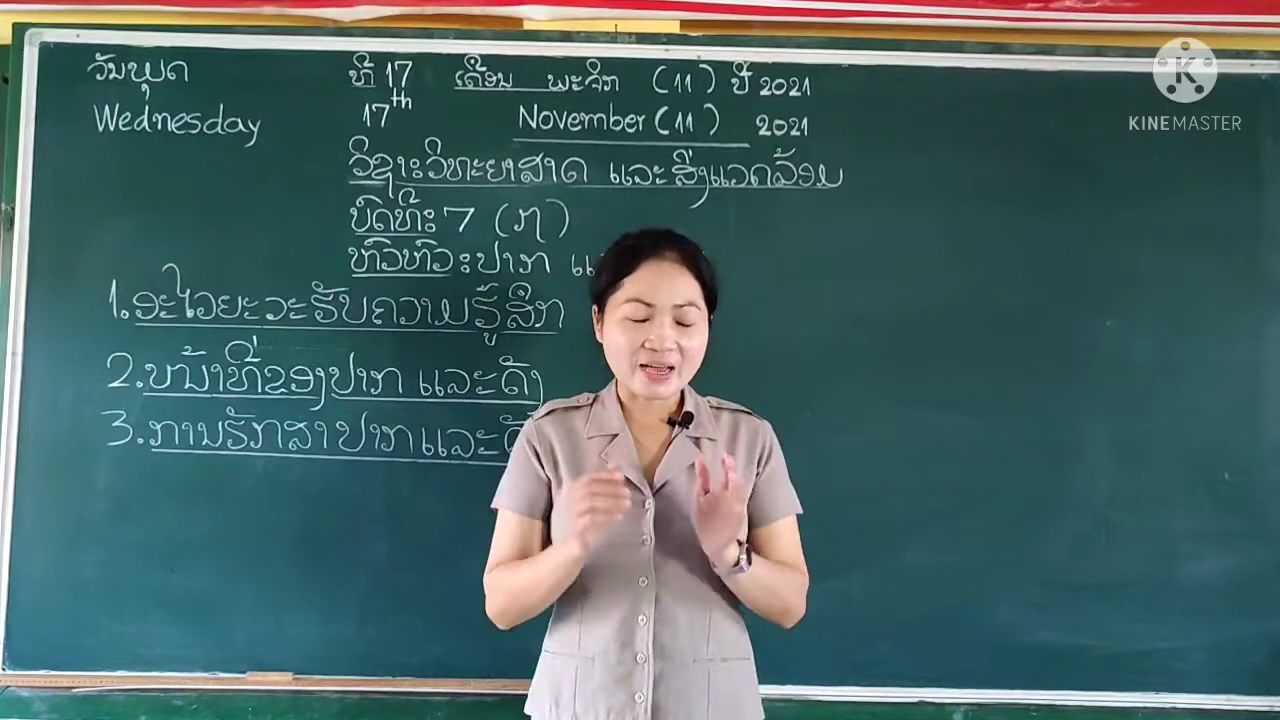 ວັນພຸດ ທີ 17 ເດືອນ ພະຈິກ (11) ປີ 2021
Wednesday 17th November (11) 2021
ວິຊາ: ວິທະຍາສາດ ແລະ ສິ່ງແວດລ້ອມ
ບົດທີ: 7 (ກ)
ຫົວຫົວ: ປາກ
1. ອະໄວຍະວະຮັບຄວາມຮູ້ສຶກ
2. ໜ້າທີ່ຂອງປາກ ແລະ ດັງ
3. ການຮັກສາປາກ ແລະ
K
KINEMASTER